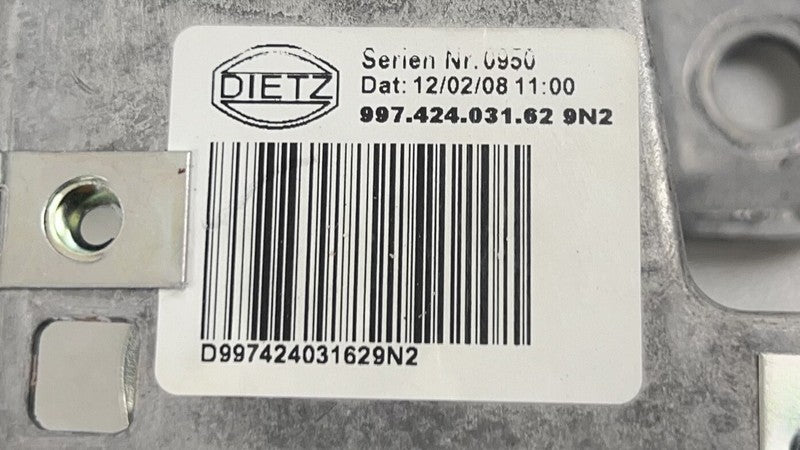 DIETZ
Serien Nr. 0950
Dat: 12/02/08 11:00
997.424.031.62 9N2
D997424031629N2